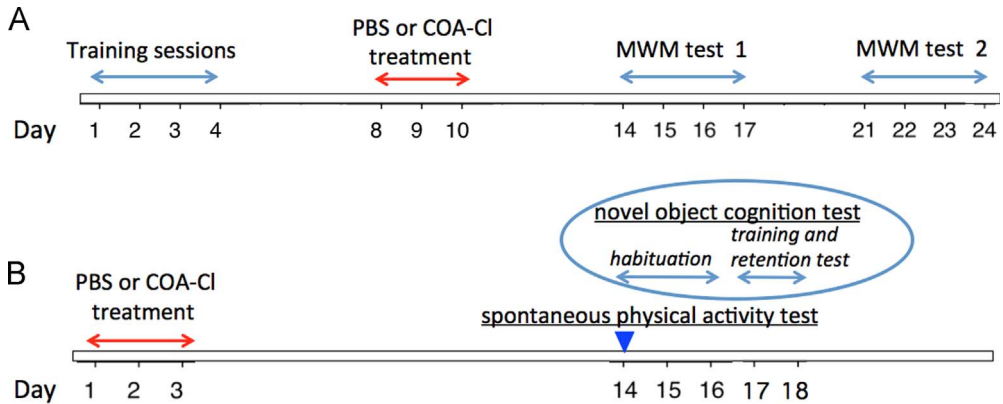 A
Training sessions
PBS or COA-Cl
treatment
MWM test 1
MWM test 2
Day 1 2 3 4 8 9 10 14 15 16 17 21 22 23 24
novel object cognition test
training and
habituation retention test
B
PBS or COA-Cl
treatment
spontaneous physical activity test
Day 1 2 3 14 15 16 17 18